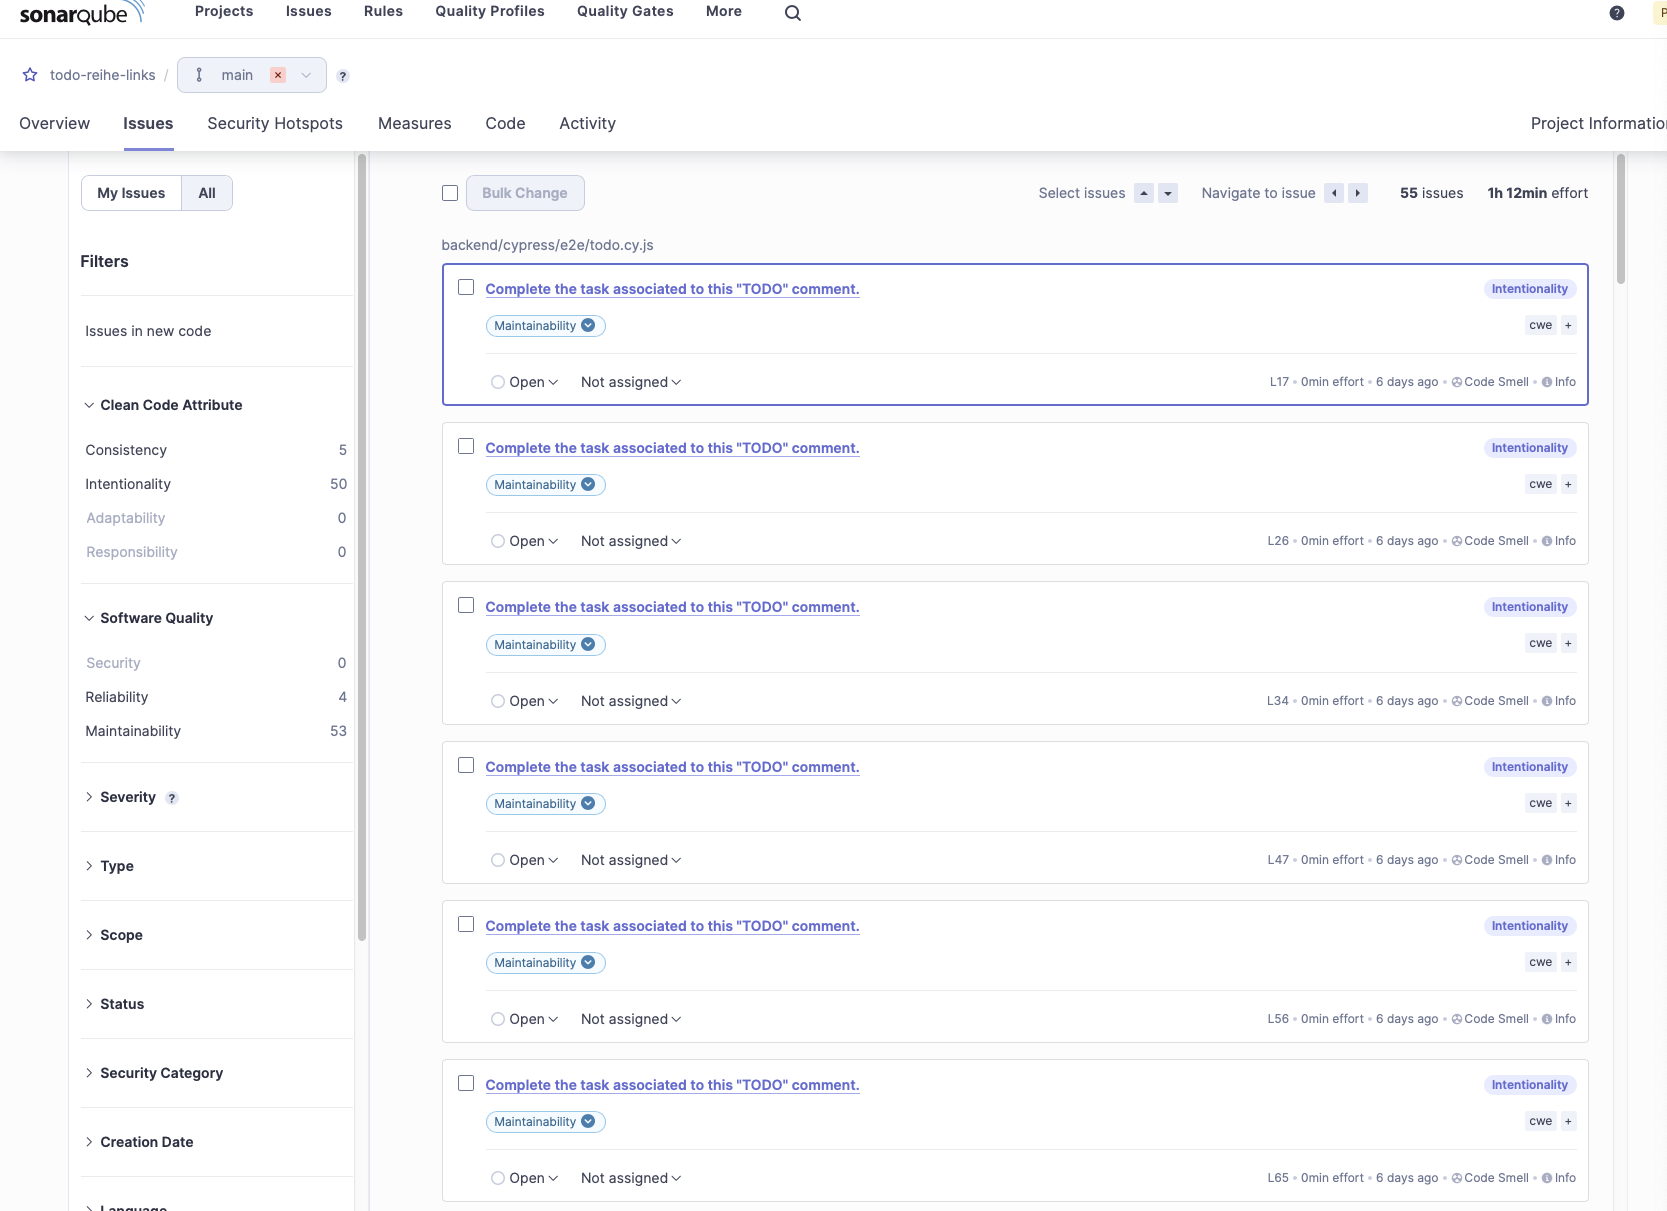 sonarqube
Projects Issues Rules Quality Profiles Quality Gates More ?
todo-reihe-links / main × ?
Overview Issues Security Hotspots Measures Code Activity
My Issues All
Filters
Issues in new code
Clean Code Attribute
Consistency 5
Intentionality 50
Adaptability 0
Responsibility 0
Software Quality
Security 0
Reliability 4
Maintainability 53
Severity ?
Type
Scope
Status
Security Category
Creation Date
Bulk Change Select issues Navigate to issue 55 issues 1h 12min effort
backend/cypress/e2e/todo.cy.js
Complete the task associated to this "TODO" comment. Intentionality
Maintainability cwe +
Open Not assigned L17 • 0min effort • 6 days ago • Code Smell • Info
Complete the task associated to this "TODO" comment. Intentionality
Maintainability cwe +
Open Not assigned L26 • 0min effort • 6 days ago • Code Smell • Info
Complete the task associated to this "TODO" comment. Intentionality
Maintainability cwe +
Open Not assigned L34 • 0min effort • 6 days ago • Code Smell • Info
Complete the task associated to this "TODO" comment. Intentionality
Maintainability cwe +
Open Not assigned L47 • 0min effort • 6 days ago • Code Smell • Info
Complete the task associated to this "TODO" comment. Intentionality
Maintainability cwe +
Open Not assigned L56 • 0min effort • 6 days ago • Code Smell • Info
Complete the task associated to this "TODO" comment. Intentionality
Maintainability cwe +
Open Not assigned L65 • 0min effort • 6 days ago • Code Smell • Info